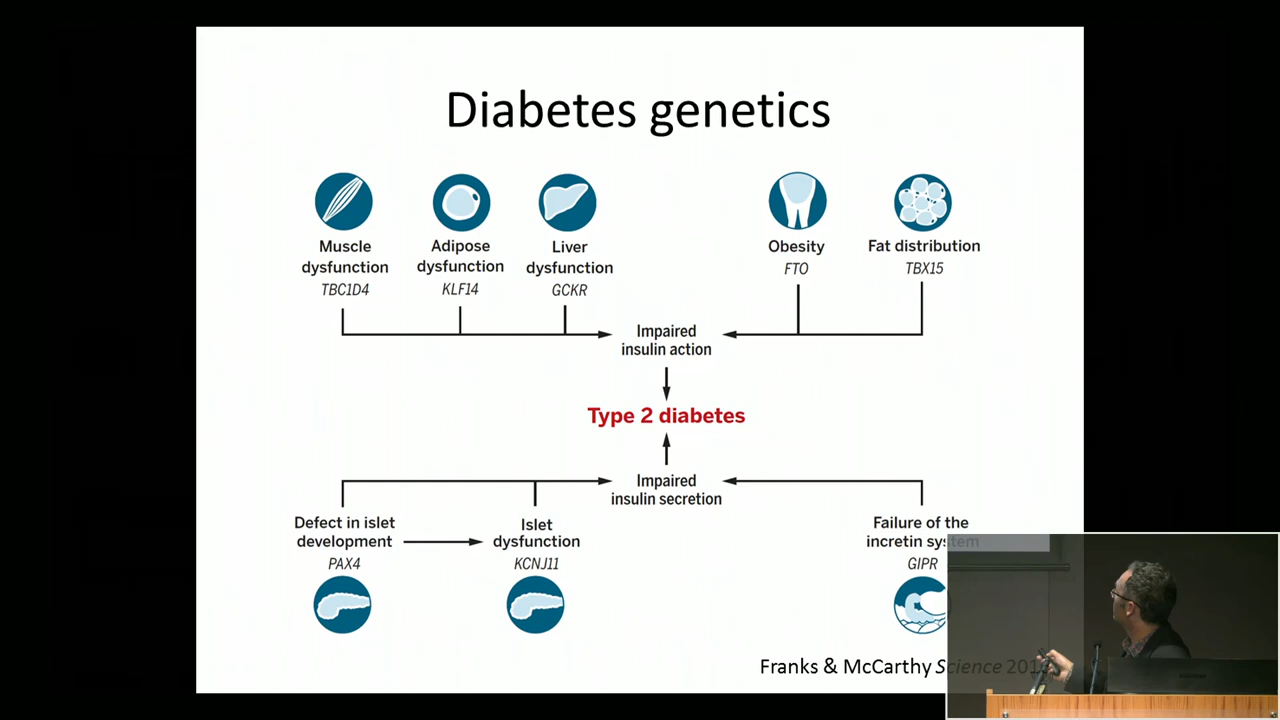 Diabetes genetics
Muscle
dysfunction
TBC1D4
Adipose
dysfunction
KLF14
Liver
dysfunction
GCKR
Obesity
FTO
Fat distribution
TBX15
Impaired
insulin action
Type 2 diabetes
Impaired
insulin secretion
Defect in islet
development
PAX4
Islet
dysfunction
KCNJ11
Failure of the
incretin system
GIPR
Franks & McCarthy Science